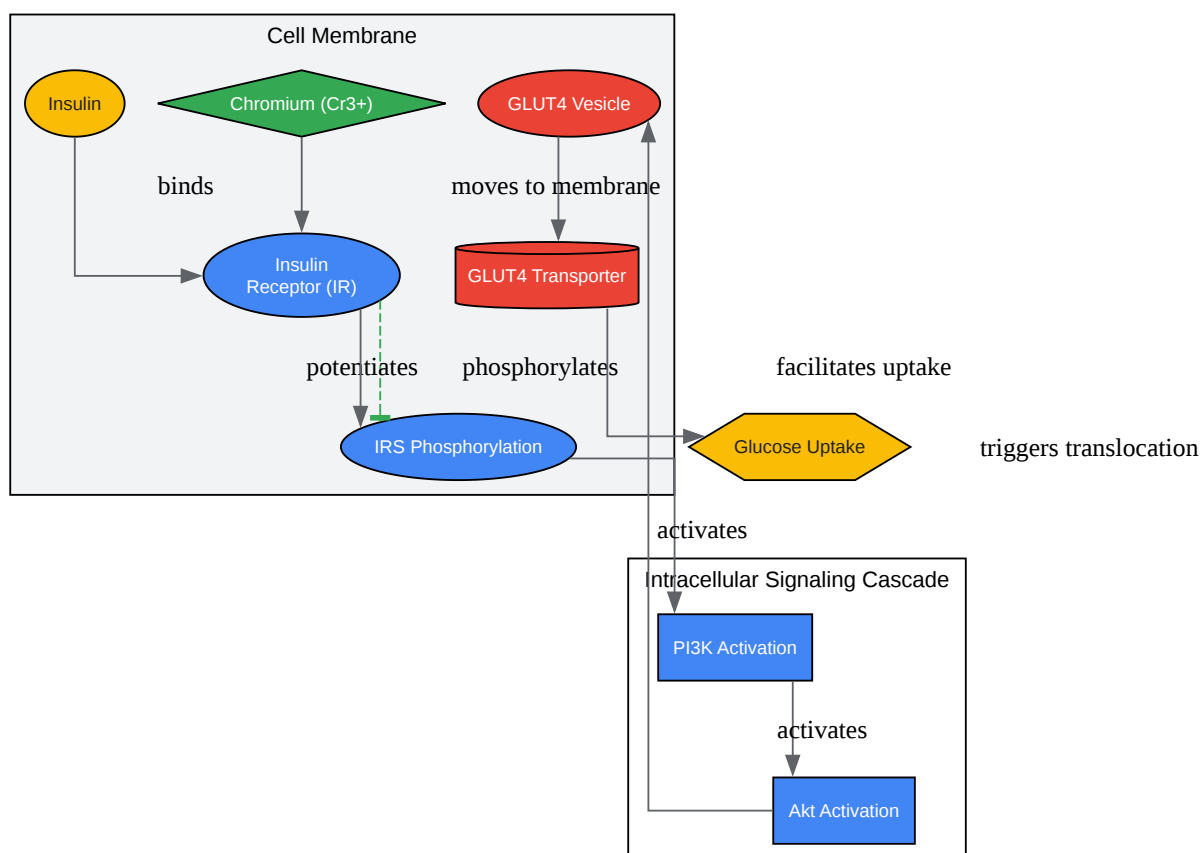 Cell Membrane
Insulin
Chromium (Cr3+)
GLUT4 Vesicle
binds
moves to membrane
Insulin
Receptor (IR)
GLUT4 Transporter
potentiates
phosphorylates
facilitates uptake
IRS Phosphorylation
Glucose Uptake
triggers translocation
activates
Intracellular Signaling Cascade
PI3K Activation
activates
Akt Activation